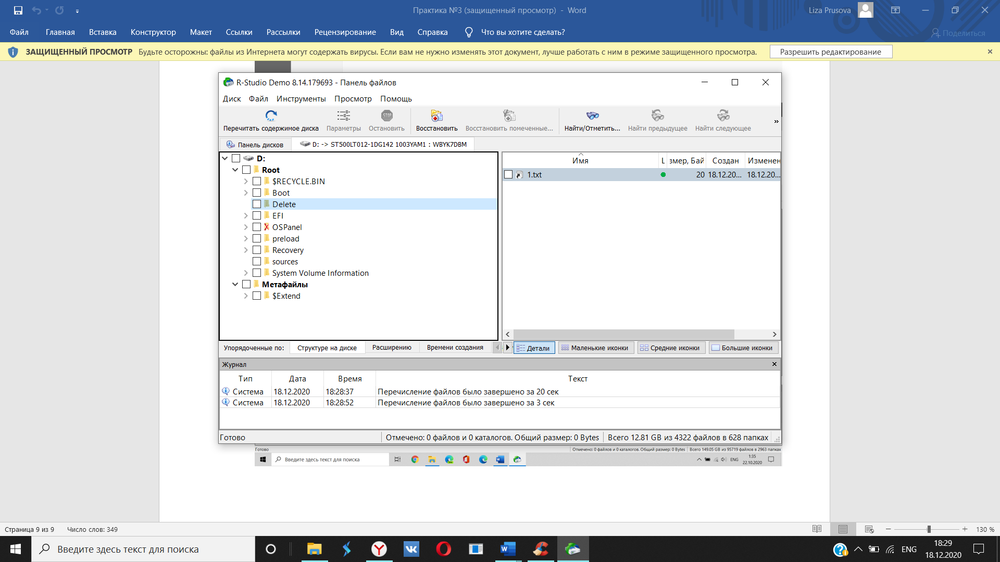 Практика №3 (защищенный просмотр) - Word
Liza Prusova
Файл Главная Вставка Конструктор Макет Ссылки Рассылки Рецензирование Вид Справка Что вы хотите сделать? Поделиться
ЗАЩИЩЕННЫЙ ПРОСМОТР Будьте осторожны: файлы из Интернета могут содержать вирусы. Если вам не нужно изменять этот документ, лучше работать с ним в режиме защищенного просмотра. Разрешить редактирование
R-Studio Demo 8.14.179693 - Панель файлов
Диск Файл Инструменты Просмотр Помощь
STOP
Перечитать содержимое диска Параметры Остановить Восстановить Восстановить помеченные... Найти/Отметить... Найти предыдущее Найти следующее »
Панель дисков D: -> ST500LT012-1DG142 1003YAM1 : WBYK7DBM
D:
Root
$RECYCLE.BIN
Boot
Delete
EFI
OSPanel
preload
Recovery
sources
System Volume Information
Метафайлы
$Extend
Имя L змер, Бай Создан Изменен
1.txt 20 18.12.20... 18.12.20...
Упорядоченные по: Структуре на диске Расширению Времени создания Детали Маленькие иконки Средние иконки Большие иконки
Журнал
Тип Дата Время Текст
Система 18.12.2020 18:28:37 Перечисление файлов было завершено за 20 сек
Система 18.12.2020 18:28:52 Перечисление файлов было завершено за 3 сек
Готово Отмечено: 0 файлов и 0 каталогов. Общий размер: 0 Bytes Всего 12.81 GB из 4322 файлов в 628 папках
Готово Отмечено: 0 файлов и 0 каталогов. Общий размер: 0 Bytes Всего 149.05 GB из 95719 файлов в 2963 папках
Введите здесь текст для поиска ENG 1:35
22.10.2020
Страница 9 из 9 Число слов: 349 130 %
Введите здесь текст для поиска ENG 18:29
18.12.2020